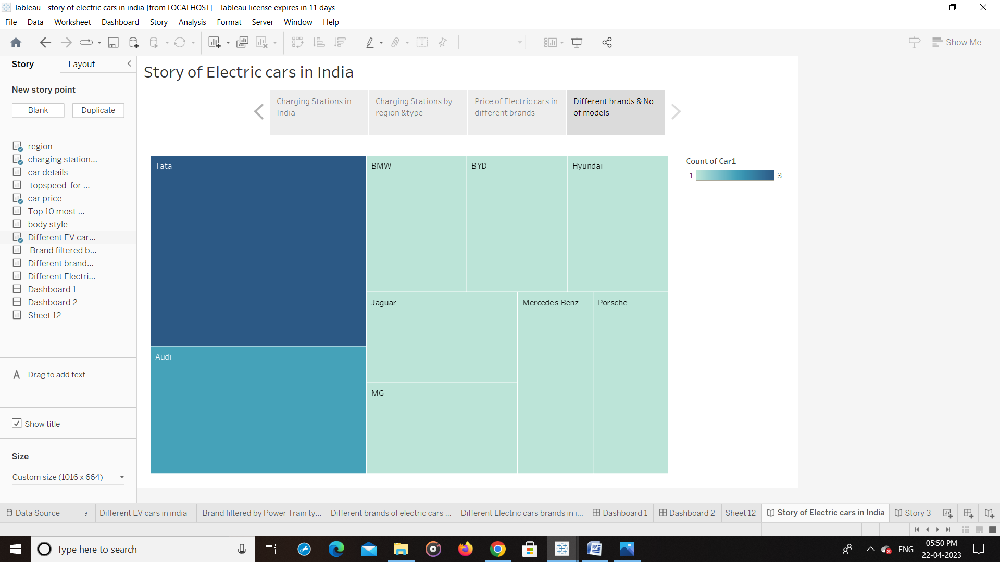 Tableau - story of electric cars in india [from LOCALHOST] - Tableau license expires in 11 days
File Data Worksheet Dashboard Story Analysis Format Server Window Help
Show Me
Story Layout
New story point
Blank Duplicate
region
charging station...
car details
topspeed for ...
car price
Top 10 most ...
body style
Different EV car...
Brand filtered b...
Different brand...
Different Electri...
Dashboard 1
Dashboard 2
Sheet 12
Drag to add text
Show title
Size
Custom size (1016 x 664)
Story of Electric cars in India
Charging Stations in
India
Charging Stations by
region &type
Price of Electric cars in
different brands
Different brands & No
of models
Tata
BMW
BYD
Hyundai
Jaguar
Mercedes-Benz
Porsche
Audi
MG
Count of Car1
1 3
Data Source Different EV cars in india Brand filtered by Power Train ty... Different brands of electric cars ... Different Electric cars brands in i... Dashboard 1 Dashboard 2 Sheet 12 Story of Electric cars in India Story 3
Type here to search
ENG
05:50 PM
22-04-2023